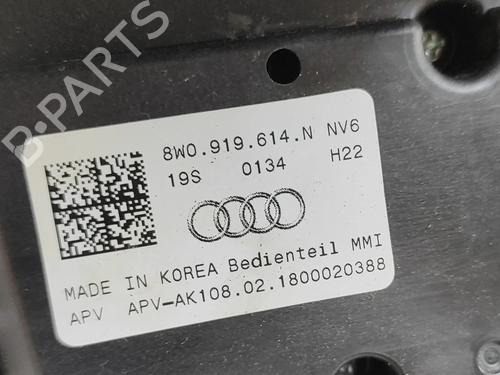 B-PARTS
8W0.919.614.N NV6
19S 0134 H22
MADE IN KOREA Bedienteil MMI
APV APV-AK108.02.1800020388